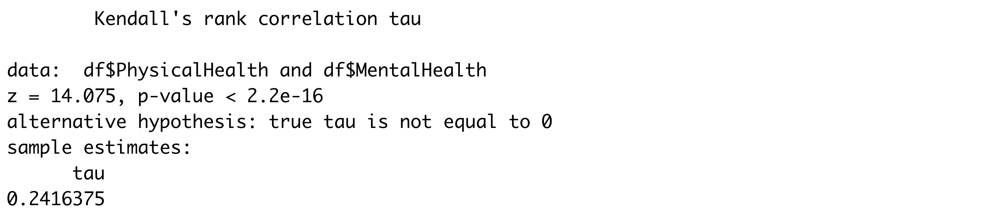 Kendall's rank correlation tau
data:  df$PhysicalHealth and df$MentalHealth
z = 14.075, p-value < 2.2e-16
alternative hypothesis: true tau is not equal to 0
sample estimates:
tau
0.2416375